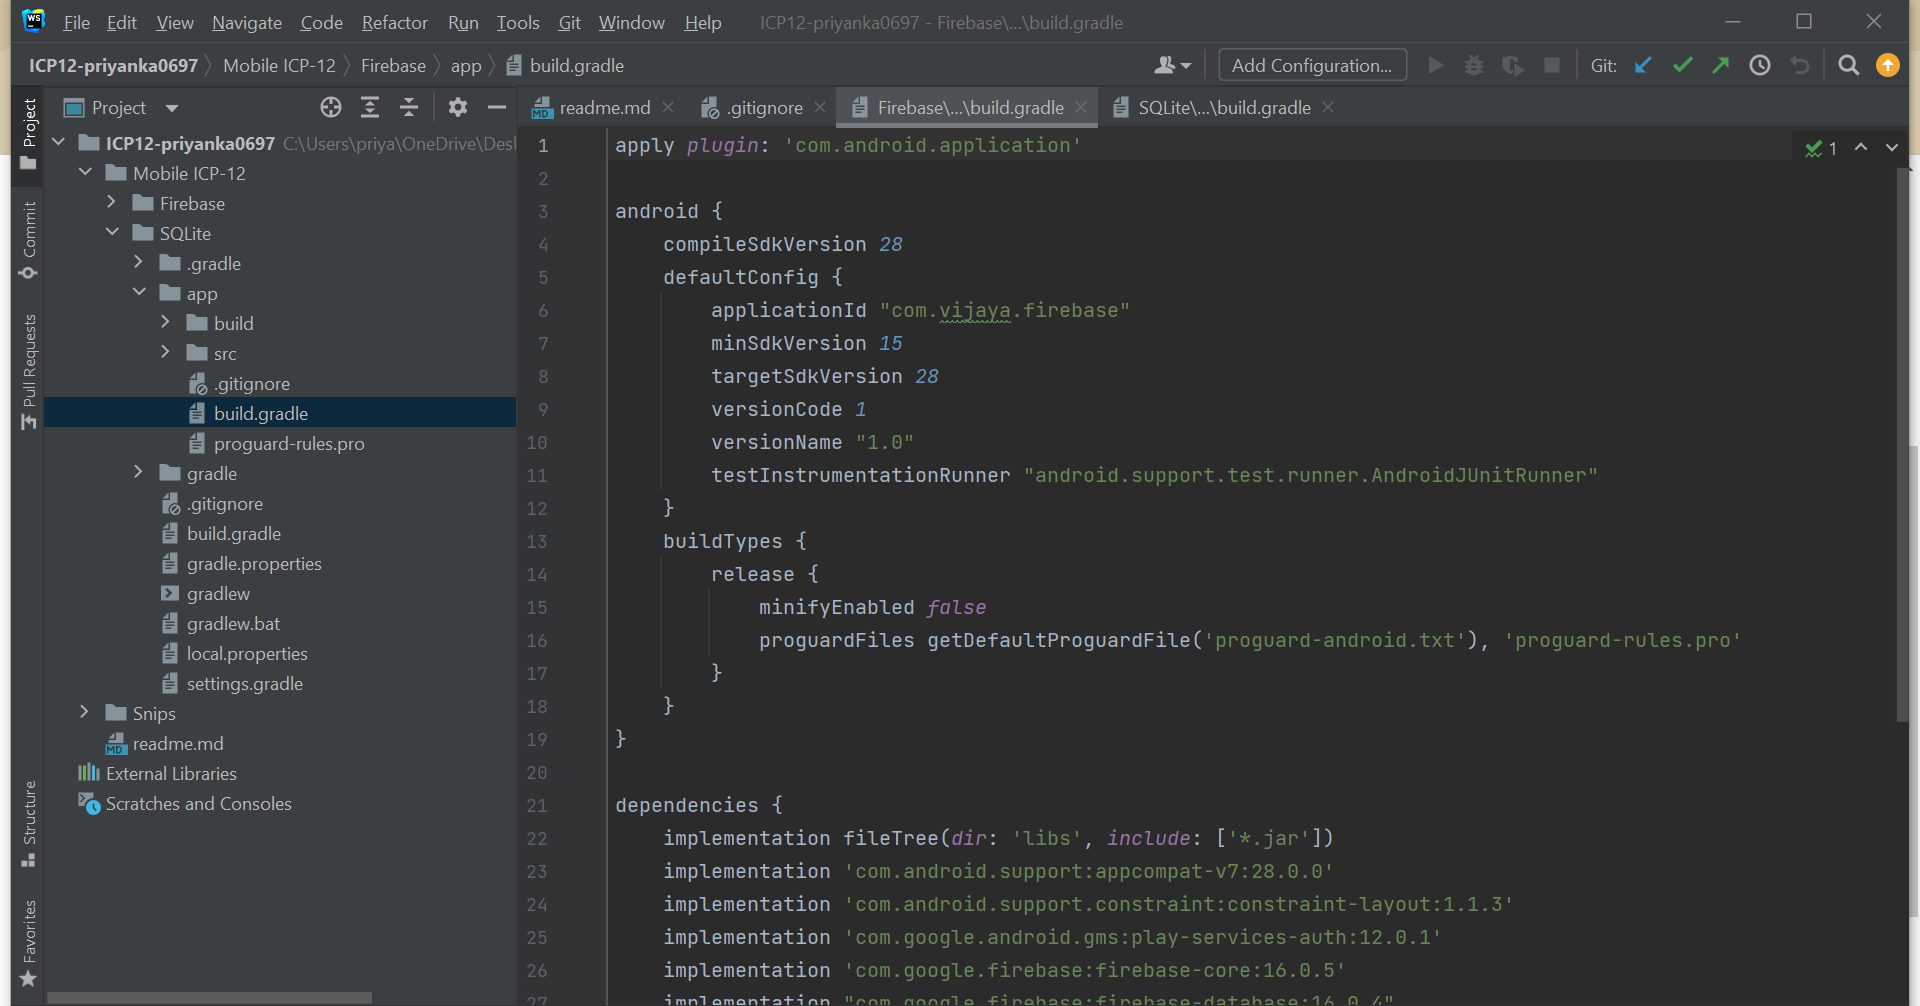 WS File Edit View Navigate Code Refactor Run Tools Git Window Help ICP12-priyanka0697 - Firebase\...\build.gradle
ICP12-priyanka0697 Mobile ICP-12 Firebase app build.gradle Add Configuration... Git:
Project
readme.md .gitignore Firebase\...\build.gradle SQLite\...\build.gradle
Project
Commit
Pull Requests
Structure
Favorites
ICP12-priyanka0697 C:\Users\priya\OneDrive\Des
Mobile ICP-12
Firebase
SQLite
.gradle
app
build
src
.gitignore
build.gradle
proguard-rules.pro
gradle
.gitignore
build.gradle
gradle.properties
gradlew
gradlew.bat
local.properties
settings.gradle
Snips
readme.md
External Libraries
Scratches and Consoles
1 apply plugin: 'com.android.application' 1
2
3 android {
4 compileSdkVersion 28
5 defaultConfig {
6 applicationId "com.vijaya.firebase"
7 minSdkVersion 15
8 targetSdkVersion 28
9 versionCode 1
10 versionName "1.0"
11 testInstrumentationRunner "android.support.test.runner.AndroidJUnitRunner"
12 }
13 buildTypes {
14 release {
15 minifyEnabled false
16 proguardFiles getDefaultProguardFile('proguard-android.txt'), 'proguard-rules.pro'
17 }
18 }
19 }
20
21 dependencies {
22 implementation fileTree(dir: 'libs', include: ['*.jar'])
23 implementation 'com.android.support:appcompat-v7:28.0.0'
24 implementation 'com.android.support.constraint:constraint-layout:1.1.3'
25 implementation 'com.google.android.gms:play-services-auth:12.0.1'
26 implementation 'com.google.firebase:firebase-core:16.0.5'
27 implementation "com.google.firebase:firebase-database:16.0.4"